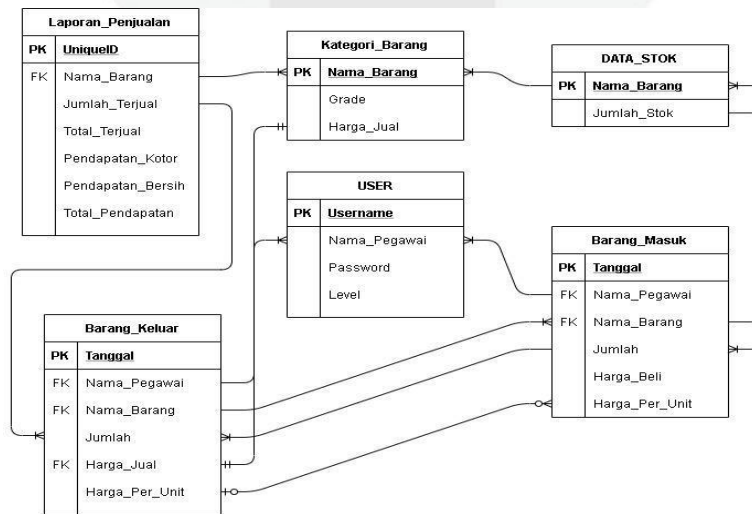 Laporan_Penjualan
PK UniqueID
FK Nama_Barang
Jumlah_Terjual
Total_Terjual
Pendapatan_Kotor
Pendapatan_Bersih
Total_Pendapatan
Kategori_Barang
PK Nama_Barang
Grade
Harga_Jual
DATA_STOK
PK Nama_Barang
Jumlah_Stok
USER
PK Username
Nama_Pegawai
Password
Level
Barang_Masuk
PK Tanggal
FK Nama_Pegawai
FK Nama_Barang
Jumlah
Harga_Beli
Harga_Per_Unit
Barang_Keluar
PK Tanggal
FK Nama_Pegawai
FK Nama_Barang
Jumlah
FK Harga_Jual
Harga_Per_Unit